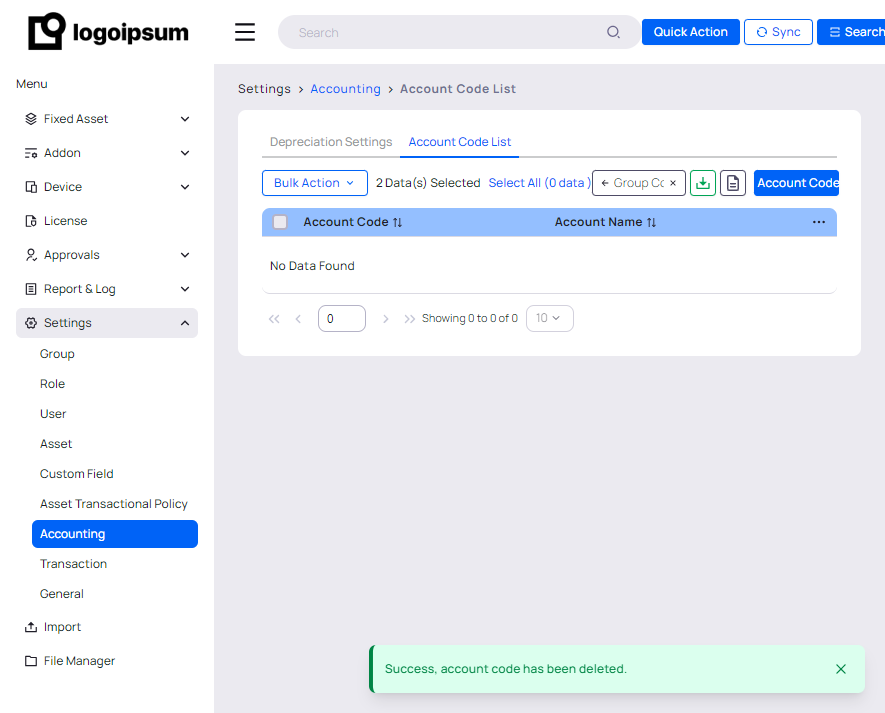 logoipsum
Search
Quick Action
Sync
Search
Menu
Fixed Asset
Addon
Device
License
Approvals
Report & Log
Settings
Group
Role
User
Asset
Custom Field
Asset Transactional Policy
Accounting
Transaction
General
Import
File Manager
Settings > Accounting > Account Code List
Depreciation Settings Account Code List
Bulk Action 2 Data(s) Selected Select All (0 data ) ← Group Co × Account Code
Account Code ↑↓ Account Name ↑↓ ...
No Data Found
<< < 0 > >> Showing 0 to 0 of 0 10
Success, account code has been deleted.